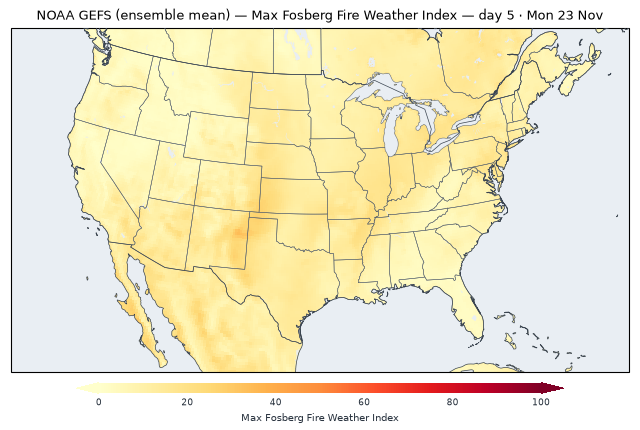 NOAA GEFS (ensemble mean) — Max Fosberg Fire Weather Index — day 5 · Mon 23 Nov
0 20 40 60 80 100
Max Fosberg Fire Weather Index